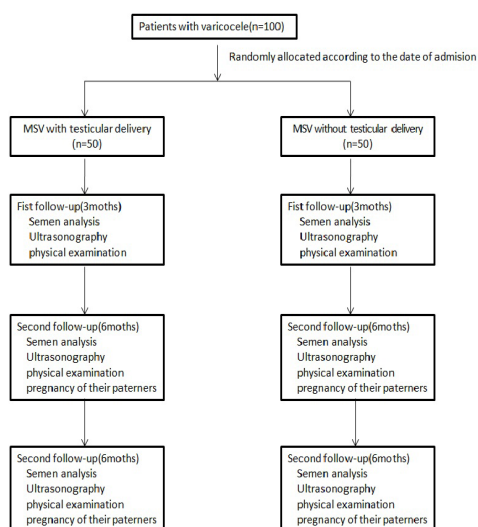 Patients with varicocele(n=100)
Randomly allocated according to the date of admision
MSV with testicular delivery
(n=50)
MSV without testicular delivery
(n=50)
Fist follow-up(3moths)
Semen analysis
Ultrasonography
physical examination
Fist follow-up(3moths)
Semen analysis
Ultrasonography
physical examination
Second follow-up(6moths)
Semen analysis
Ultrasonography
physical examination
pregnancy of their paterners
Second follow-up(6moths)
Semen analysis
Ultrasonography
physical examination
pregnancy of their paterners
Second follow-up(6moths)
Semen analysis
Ultrasonography
physical examination
pregnancy of their paterners
Second follow-up(6moths)
Semen analysis
Ultrasonography
physical examination
pregnancy of their paterners